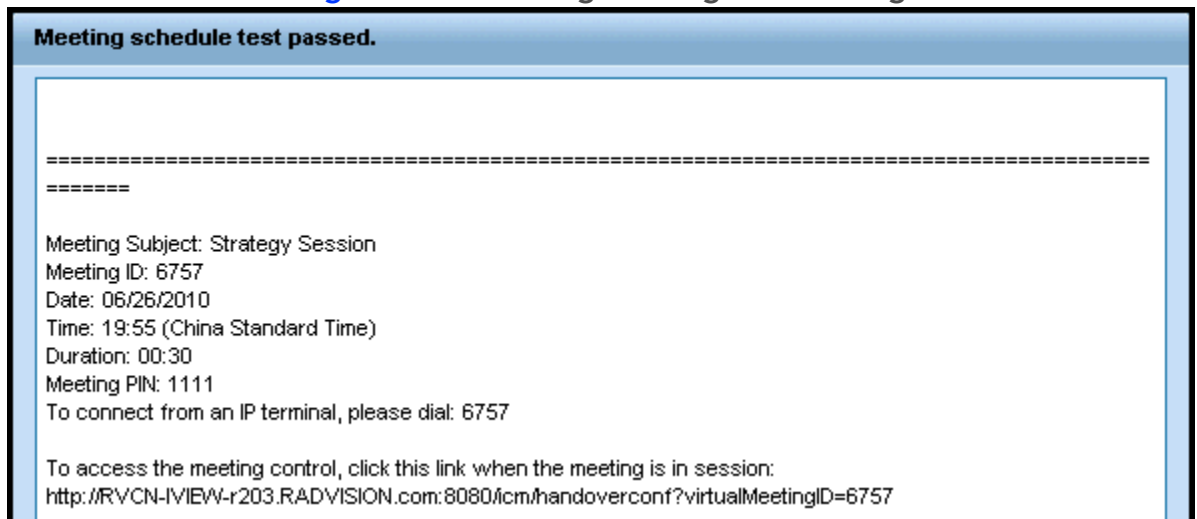 Meeting schedule test passed.
==========================================================================================
=======
Meeting Subject: Strategy Session
Meeting ID: 6757
Date: 06/26/2010
Time: 19:55 (China Standard Time)
Duration: 00:30
Meeting PIN: 1111
To connect from an IP terminal, please dial: 6757
To access the meeting control, click this link when the meeting is in session:
http://RVCN-IVIEW-r203.RADVISION.com:8080/icm/handoverconf?virtualMeetingID=6757